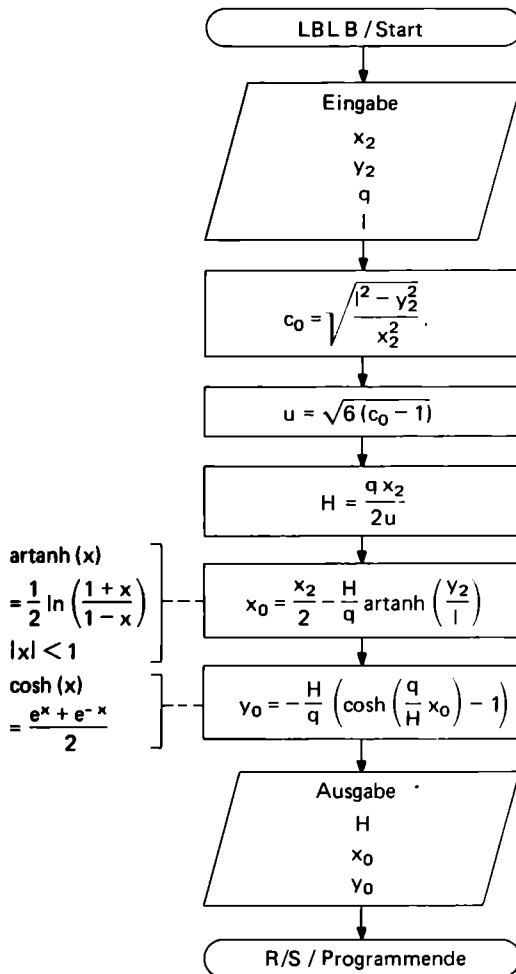 LBL B / Start
Eingabe
x₂
y₂
q
l
c₀ = √((l² − y₂²) / x₂²) .
u = √(6 (c₀ − 1))
H = (q x₂) / (2u)
artanh (x)
= 1/2 ln ((1 + x) / (1 − x))
|x| < 1
x₀ = x₂/2 − H/q artanh (y₂/l)
cosh (x)
= (eˣ + e⁻ˣ) / 2
y₀ = − H/q (cosh (q/H x₀) − 1)
Ausgabe
H
x₀
y₀
R/S / Programmende